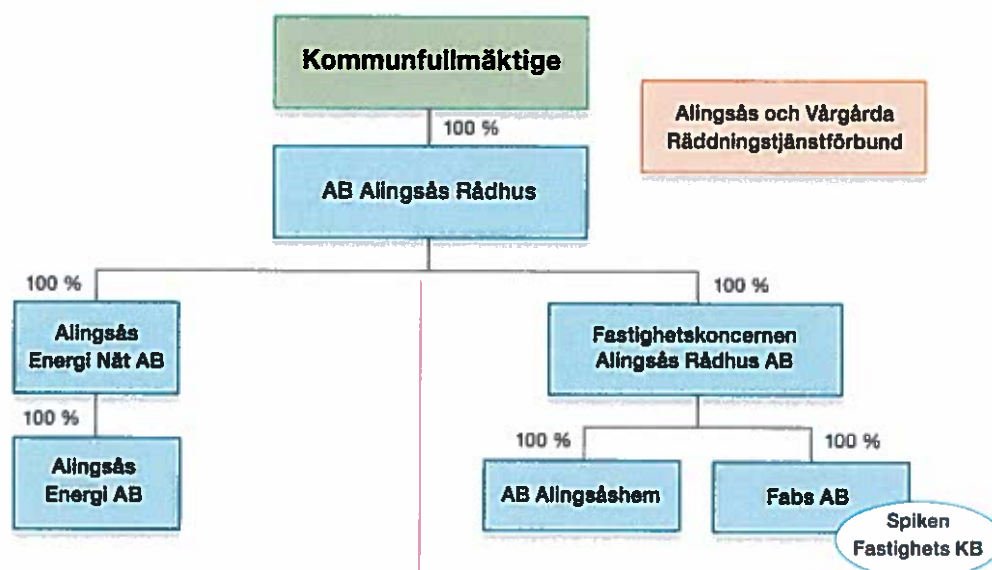 Kommunfullmäktige
Alingsås och Vårgårda
Räddningstjänstförbund
100 %
AB Alingsås Rådhus
100 %
100 %
Alingsås
Energi Nät AB
Fastighetskoncernen
Alingsås Rådhus AB
100 %
100 %
100 %
Alingsås
Energi AB
AB Alingsåshem
Fabs AB
Spiken
Fastighets KB